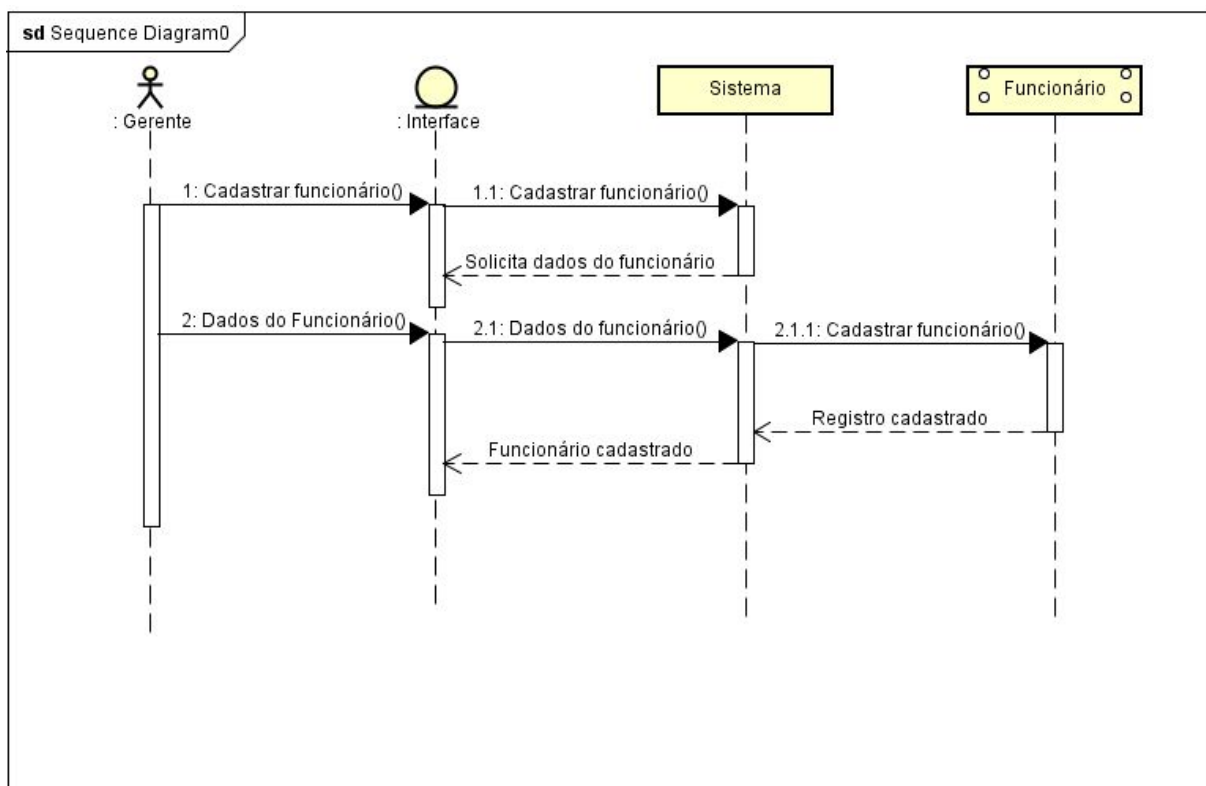 sd Sequence Diagram0
: Gerente
: Interface
Sistema
Funcionário
1: Cadastrar funcionário()
1.1: Cadastrar funcionário()
Solicita dados do funcionário
2: Dados do Funcionário()
2.1: Dados do funcionário()
2.1.1: Cadastrar funcionário()
Registro cadastrado
Funcionário cadastrado